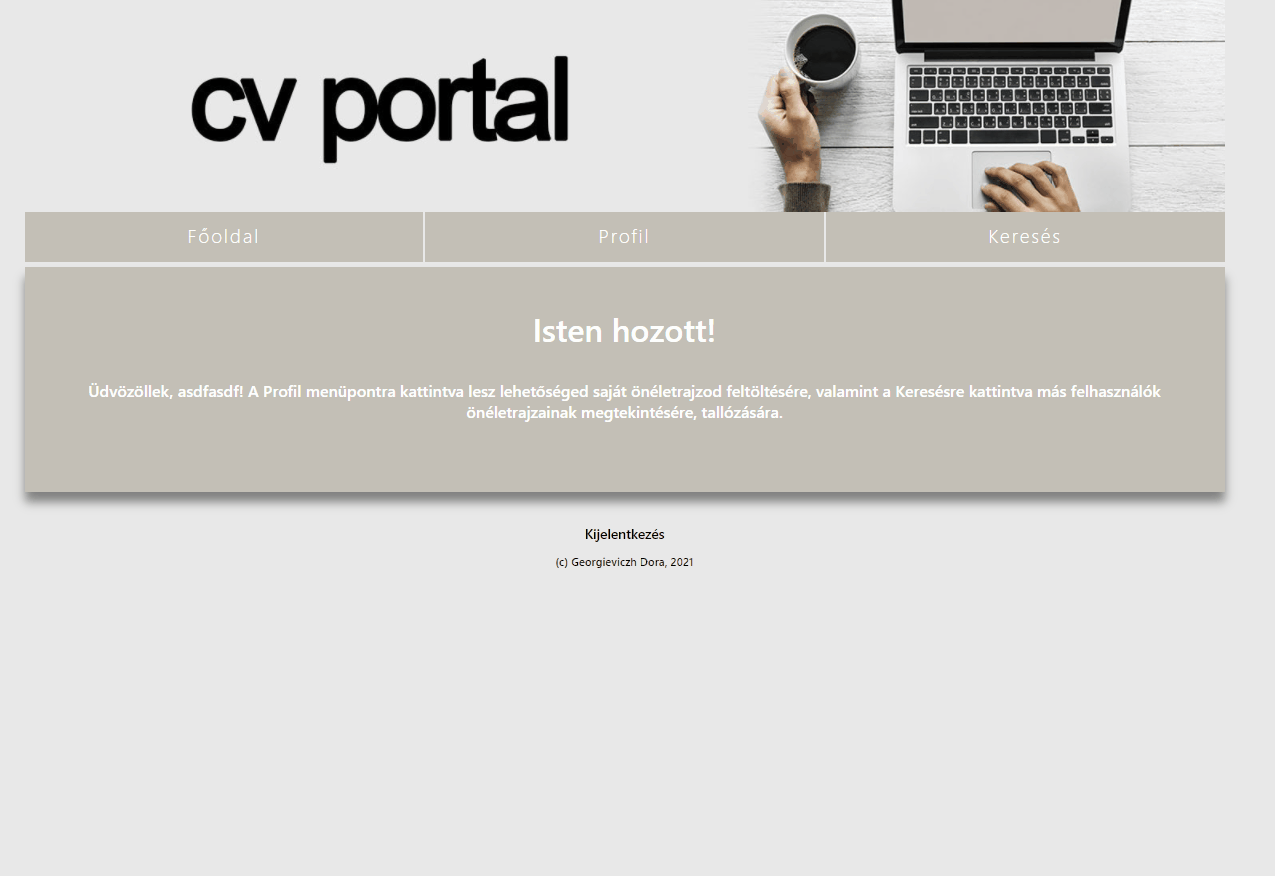 cv portal
Főoldal
Profil
Keresés
Isten hozott!
Üdvözöllek, asdfasdf! A Profil menüpontra kattintva lesz lehetőséged saját önéletrajzod feltöltésére, valamint a Keresésre kattintva más felhasználók
önéletrajzainak megtekintésére, tallózására.
Kijelentkezés
(c) Georgieviczh Dora, 2021